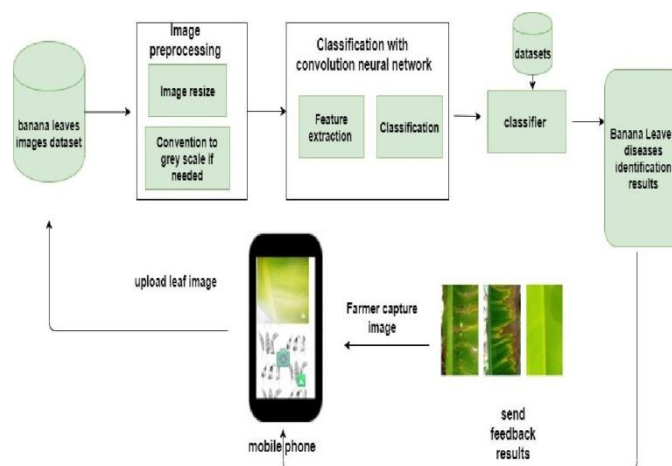 Image
preprocessing
Image resize
Convention to
grey scale if
needed
banana leaves
images dataset
Classification with
convolution neural network
Feature
extraction
Classification
datasets
classifier
Banana Leave
diseases
identification
results
upload leaf image
Farmer capture
image
mobile phone
send
feedback
results